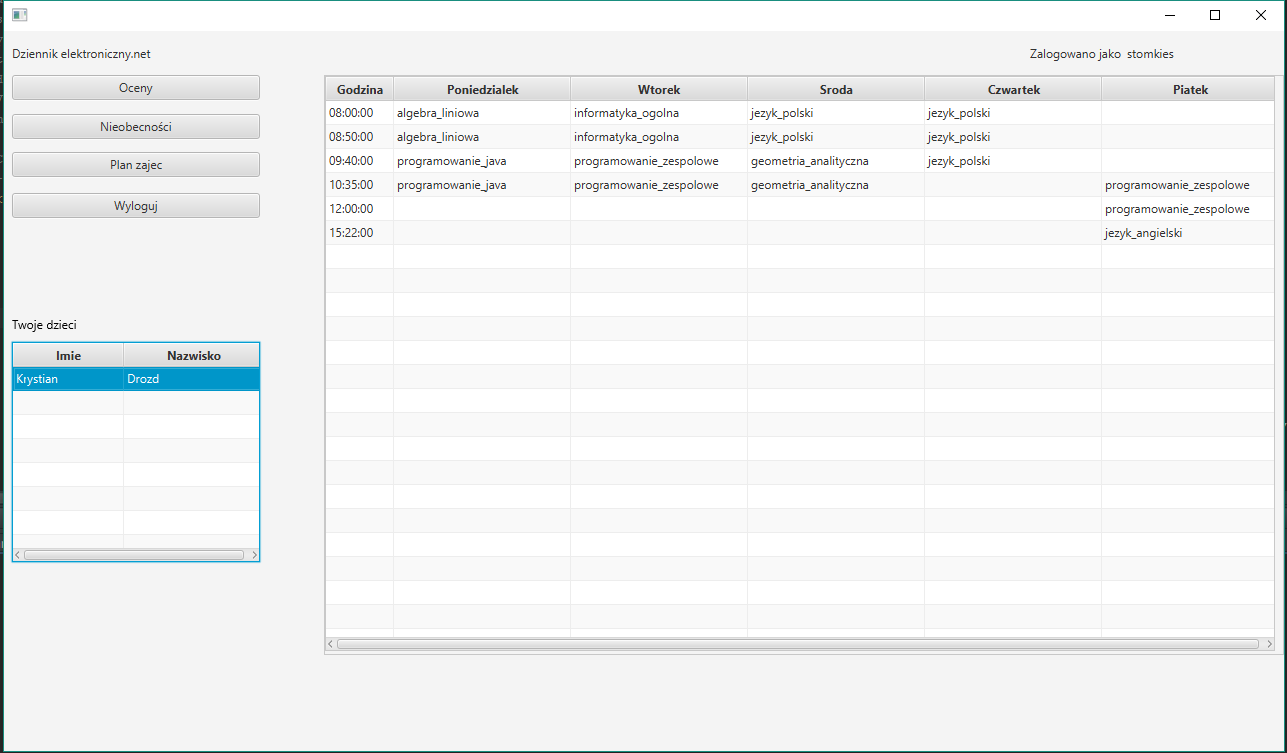 Dziennik elektroniczny.net
Zalogowano jako stomkies
Oceny
Nieobecności
Plan zajec
Wyloguj
Twoje dzieci
Imie Nazwisko
Krystian Drozd
Godzina Poniedzialek Wtorek Sroda Czwartek Piatek
08:00:00 algebra_liniowa informatyka_ogolna jezyk_polski jezyk_polski
08:50:00 algebra_liniowa informatyka_ogolna jezyk_polski jezyk_polski
09:40:00 programowanie_java programowanie_zespolowe geometria_analityczna jezyk_polski
10:35:00 programowanie_java programowanie_zespolowe geometria_analityczna programowanie_zespolowe
12:00:00 programowanie_zespolowe
15:22:00 jezyk_angielski